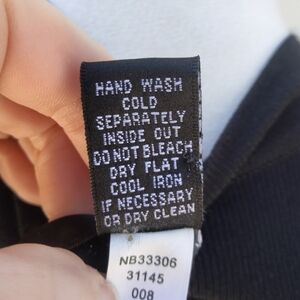 HAND WASH
COLD
SEPARATELY
INSIDE OUT
DO NOT BLEACH
DRY FLAT
COOL IRON
IF NECESSARY
OR DRY CLEAN
NB33306
31145
008